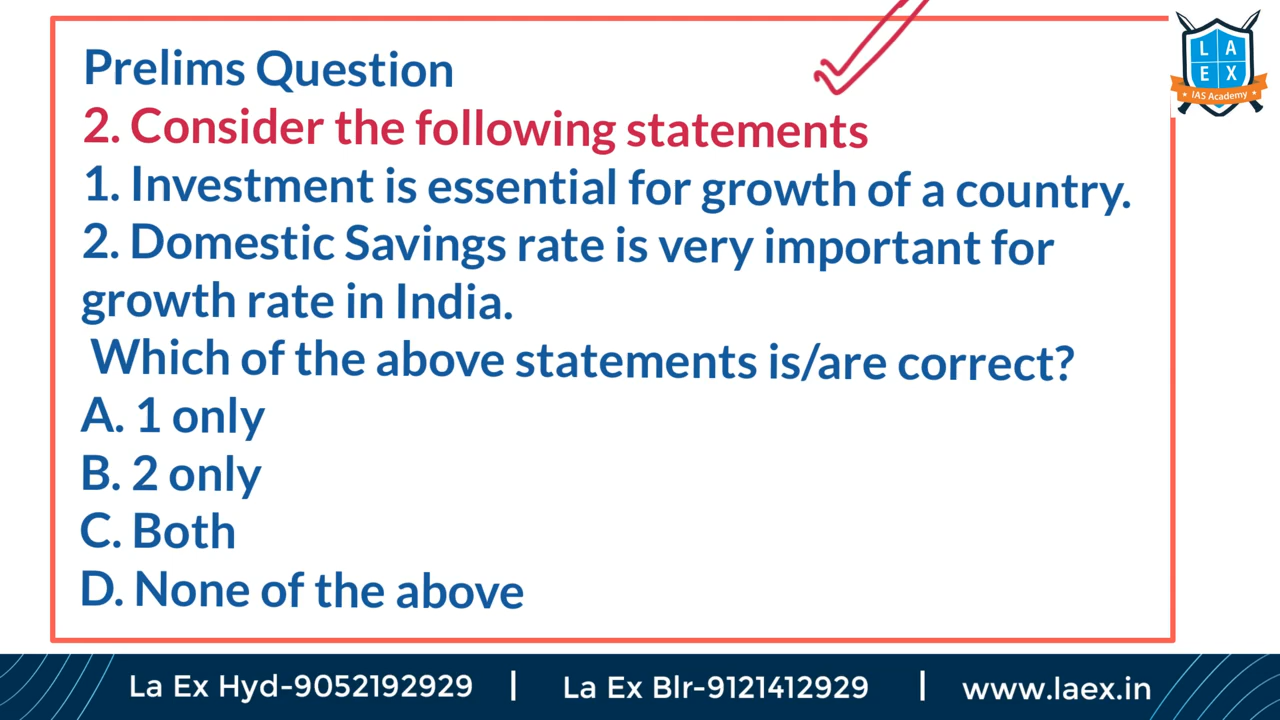 Prelims Question
2. Consider the following statements
1. Investment is essential for growth of a country.
2. Domestic Savings rate is very important for
growth rate in India.
Which of the above statements is/are correct?
A. 1 only
B. 2 only
C. Both
D. None of the above
L A
E X
IAS Academy
La Ex Hyd-9052192929 | La Ex Blr-9121412929 | www.laex.in